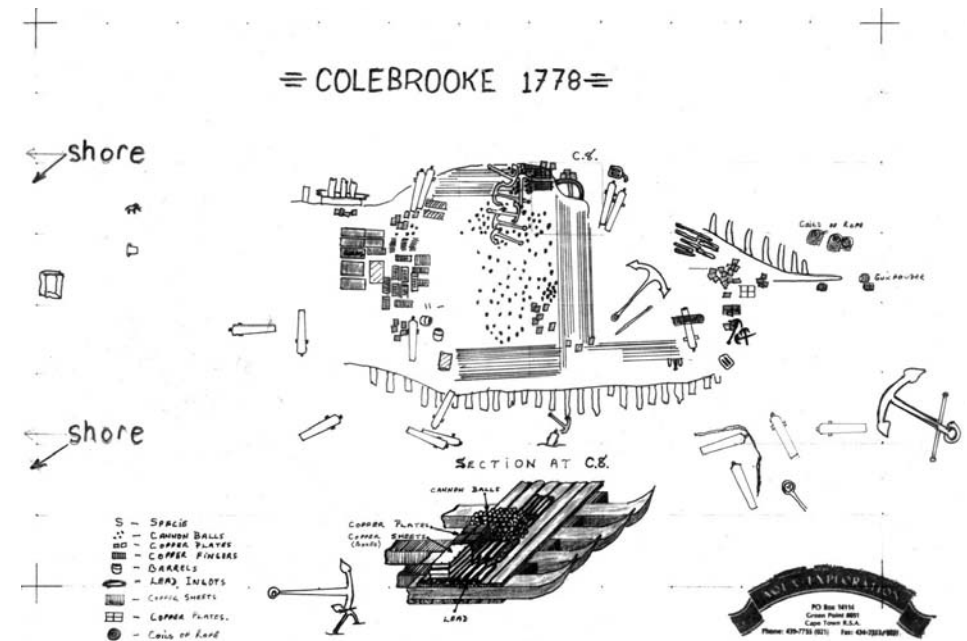 = COLEBROOKE 1778 =
shore
C.8.
Coils of Rope
Gunpowder
shore
SECTION AT C.8.
CANNON BALLS
COPPER PLATES
COPPER SHEETS
(Boxes)
LEAD
S - SPECIE
- CANNON BALLS
- COPPER PLATES
- COPPER FINGERS
- BARRELS
- LEAD INGOTS
- COPPER SHEETS
- COPPER PLATES.
- Coils of Rope
AQUA EXPLORATION
PO Box 14114
Green Point 8051
Cape Town R.S.A.